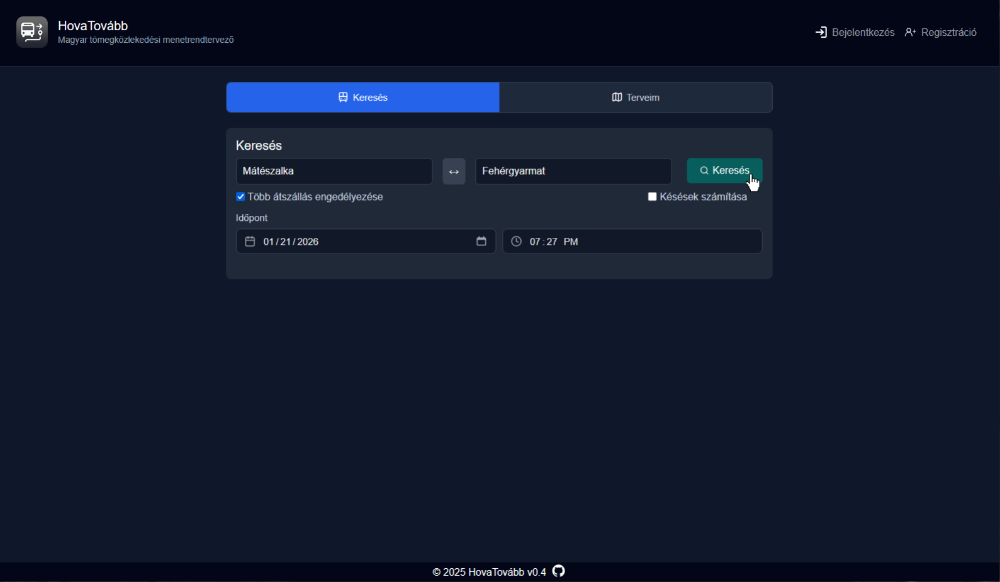 HovaTovább
Magyar tömegközlekedési menetrendtervező
Bejelentkezés
Regisztráció
Keresés
Terveim
Keresés
Mátészalka
↔
Fehérgyarmat
Keresés
Több átszállás engedélyezése
Késések számítása
Időpont
01/21/2026
07:27 PM
© 2025 HovaTovább v0.4